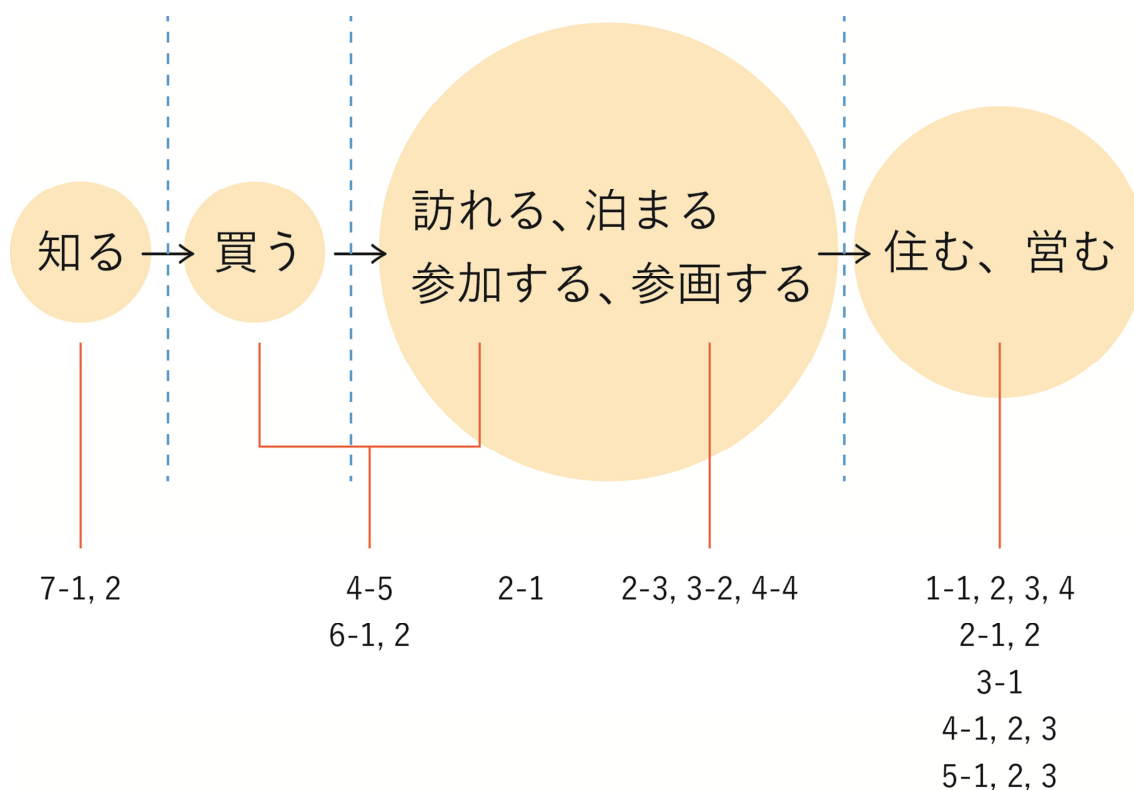 知る
買う
訪れる、泊まる
参加する、参画する
住む、営む
7-1, 2
4-5
6-1, 2
2-1
2-3, 3-2, 4-4
1-1, 2, 3, 4
2-1, 2
3-1
4-1, 2, 3
5-1, 2, 3